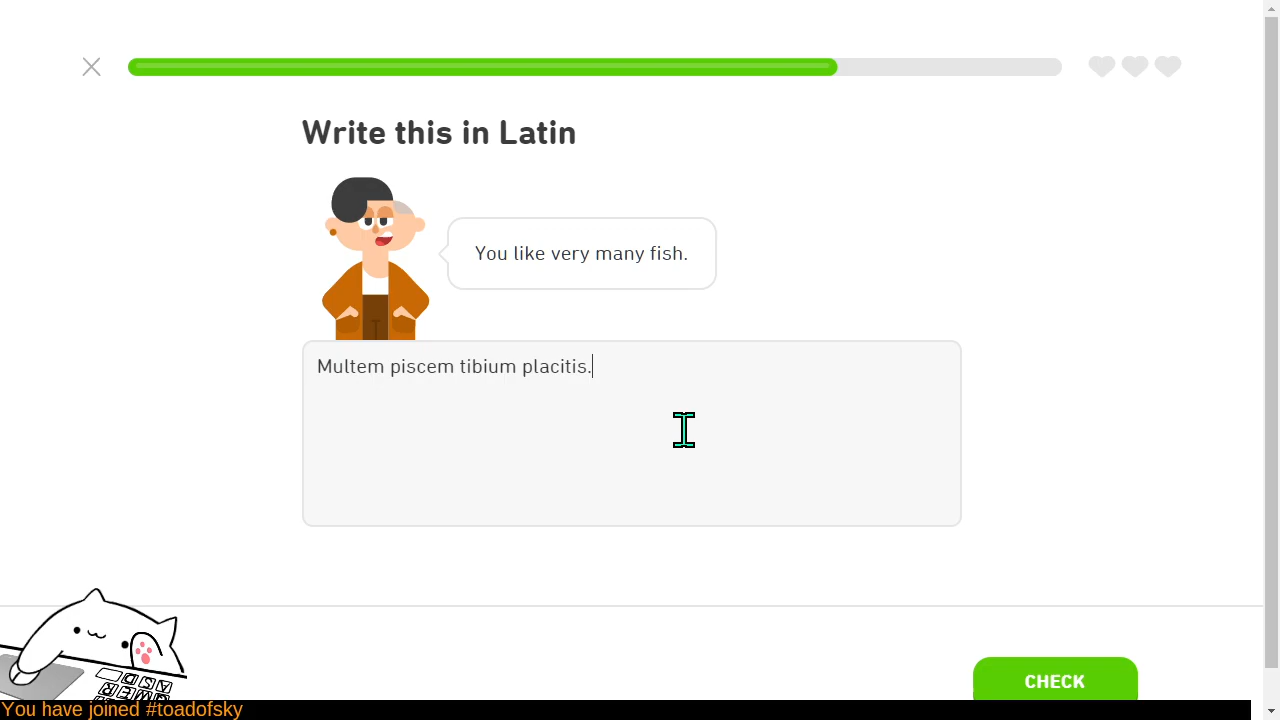 Write this in Latin
You like very many fish.
Multem piscem tibium placitis.
CHECK
You have joined #toadofsky